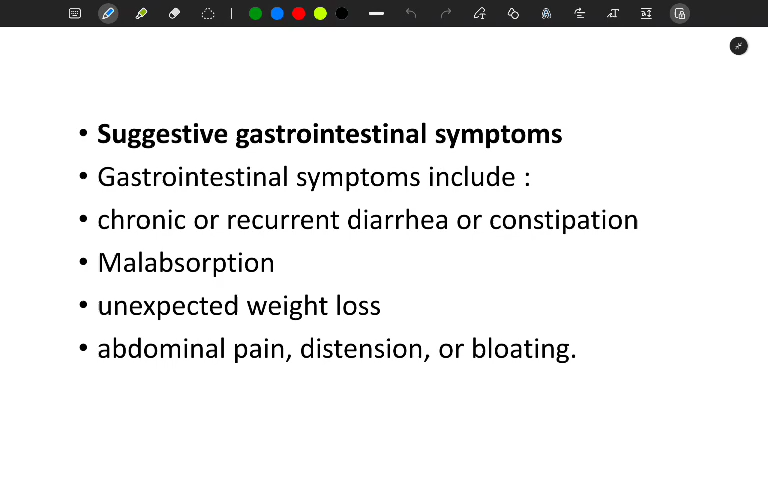 • Suggestive gastrointestinal symptoms
• Gastrointestinal symptoms include :
• chronic or recurrent diarrhea or constipation
• Malabsorption
• unexpected weight loss
• abdominal pain, distension, or bloating.